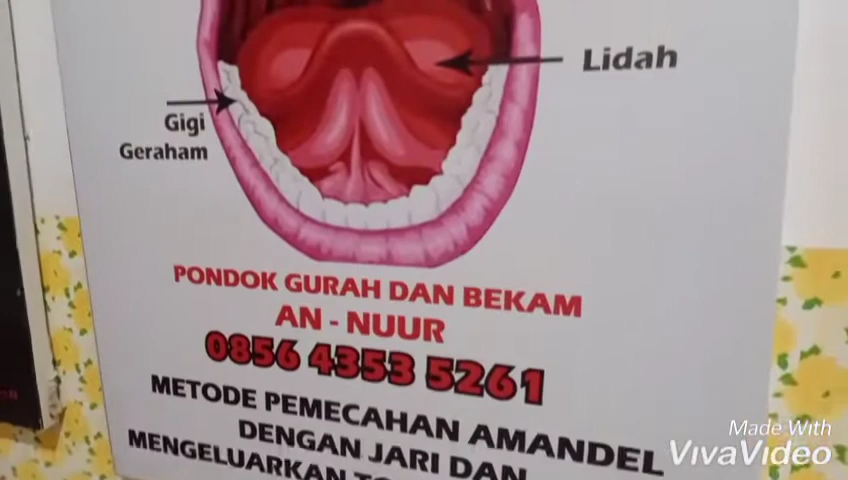 Lidah
Gigi
Geraham
PONDOK GURAH DAN BEKAM
AN - NUUR
0856 4353 5261
METODE PEMECAHAN AMANDEL
DENGAN JARI DAN
MENGELUARKAN
Made With
VivaVideo